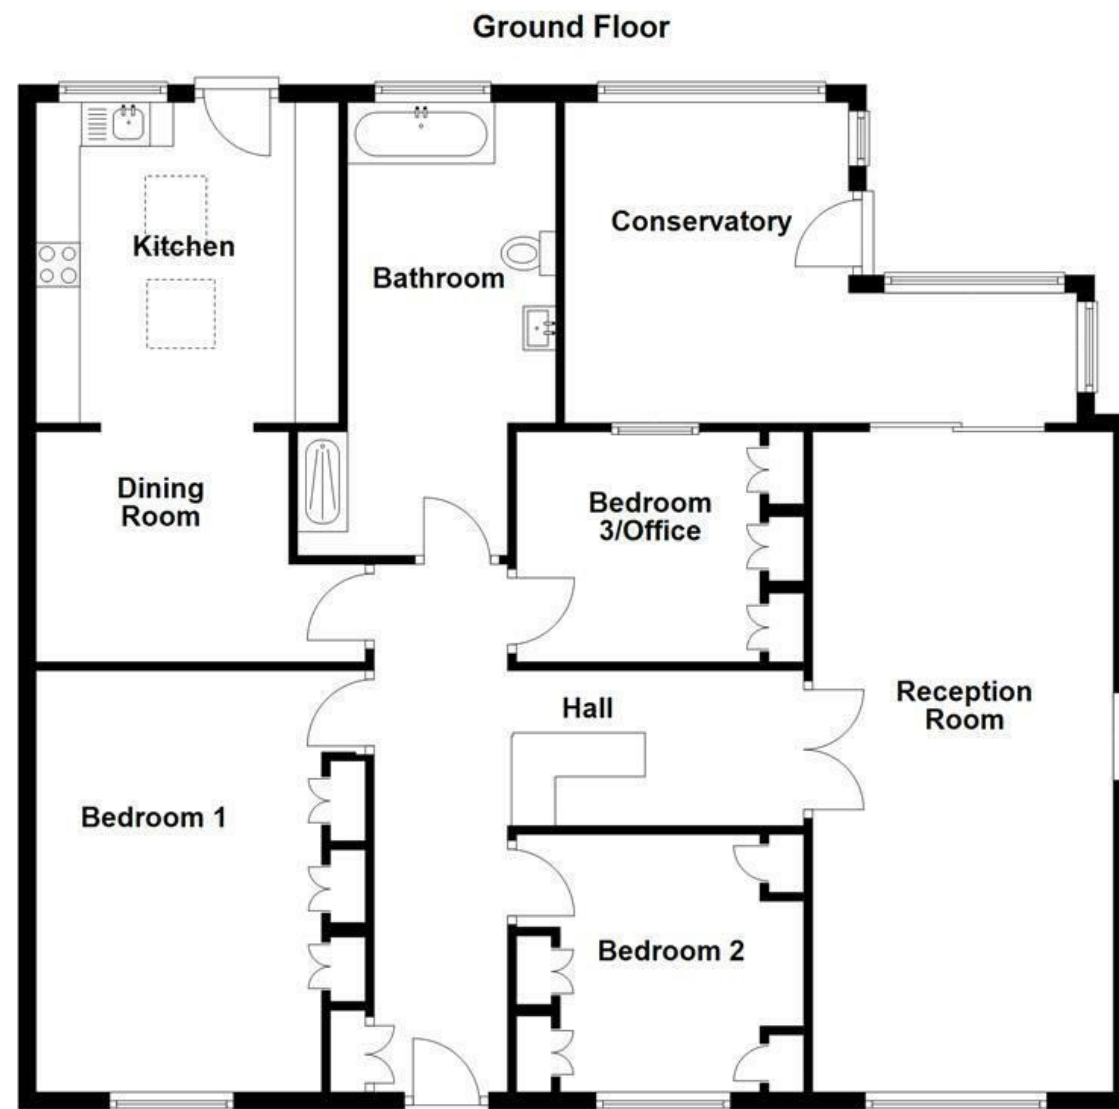 Ground Floor
Kitchen
Bathroom
Conservatory
Dining
Room
Bedroom
3/Office
Hall
Reception
Room
Bedroom 1
Bedroom 2